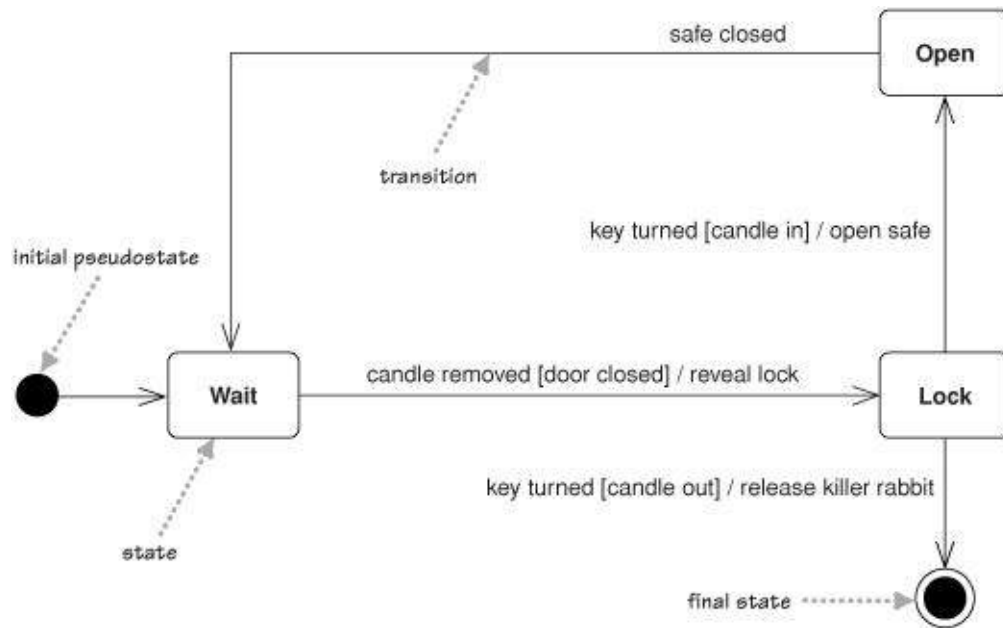 safe closed
Open
transition
key turned [candle in] / open safe
initial pseudostate
Wait
candle removed [door closed] / reveal lock
Lock
key turned [candle out] / release killer rabbit
state
final state